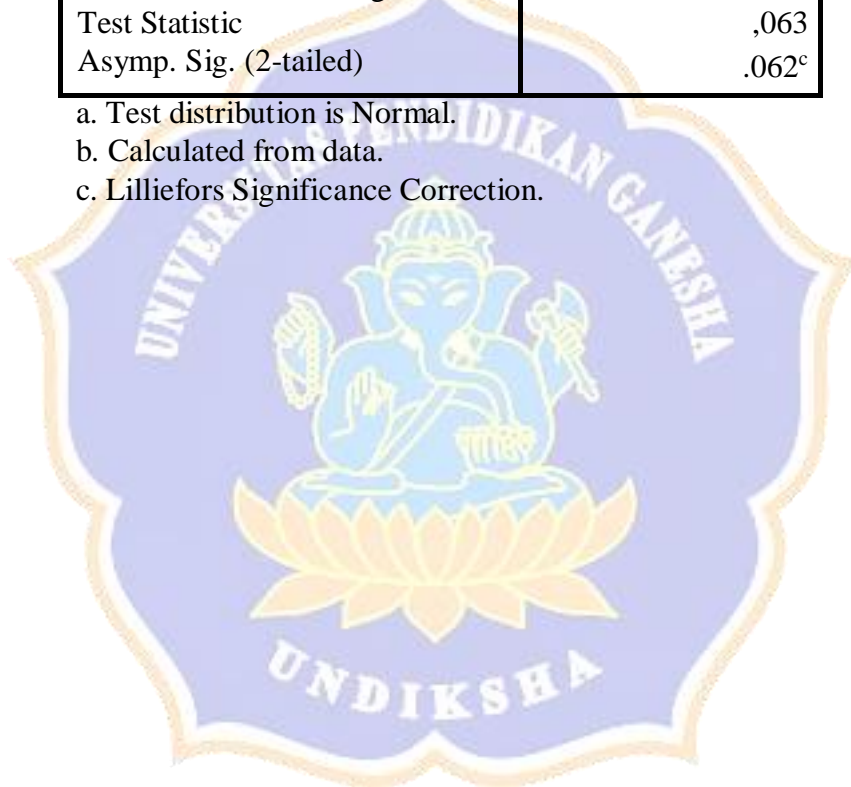 Test Statistic ,063
Asymp. Sig. (2-tailed) .062ᶜ
a. Test distribution is Normal.
b. Calculated from data.
c. Lilliefors Significance Correction.
UNIVERSITAS PENDIDIKAN GANESHA
UNDIKSHA